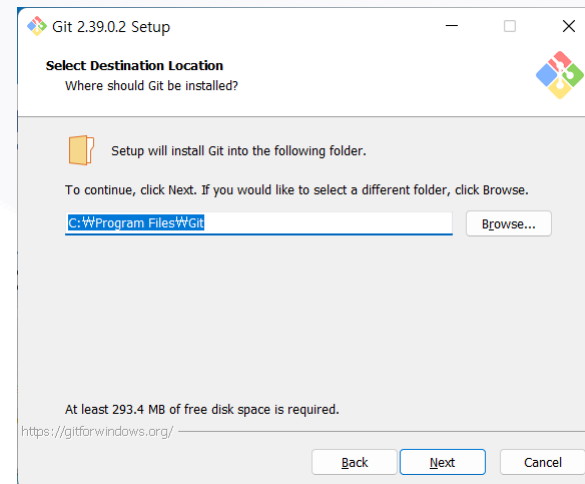 Git 2.39.0.2 Setup
Select Destination Location
Where should Git be installed?
Setup will install Git into the following folder.
To continue, click Next. If you would like to select a different folder, click Browse.
C:₩Program Files₩Git
Browse...
At least 293.4 MB of free disk space is required.
https://gitforwindows.org/
Back
Next
Cancel